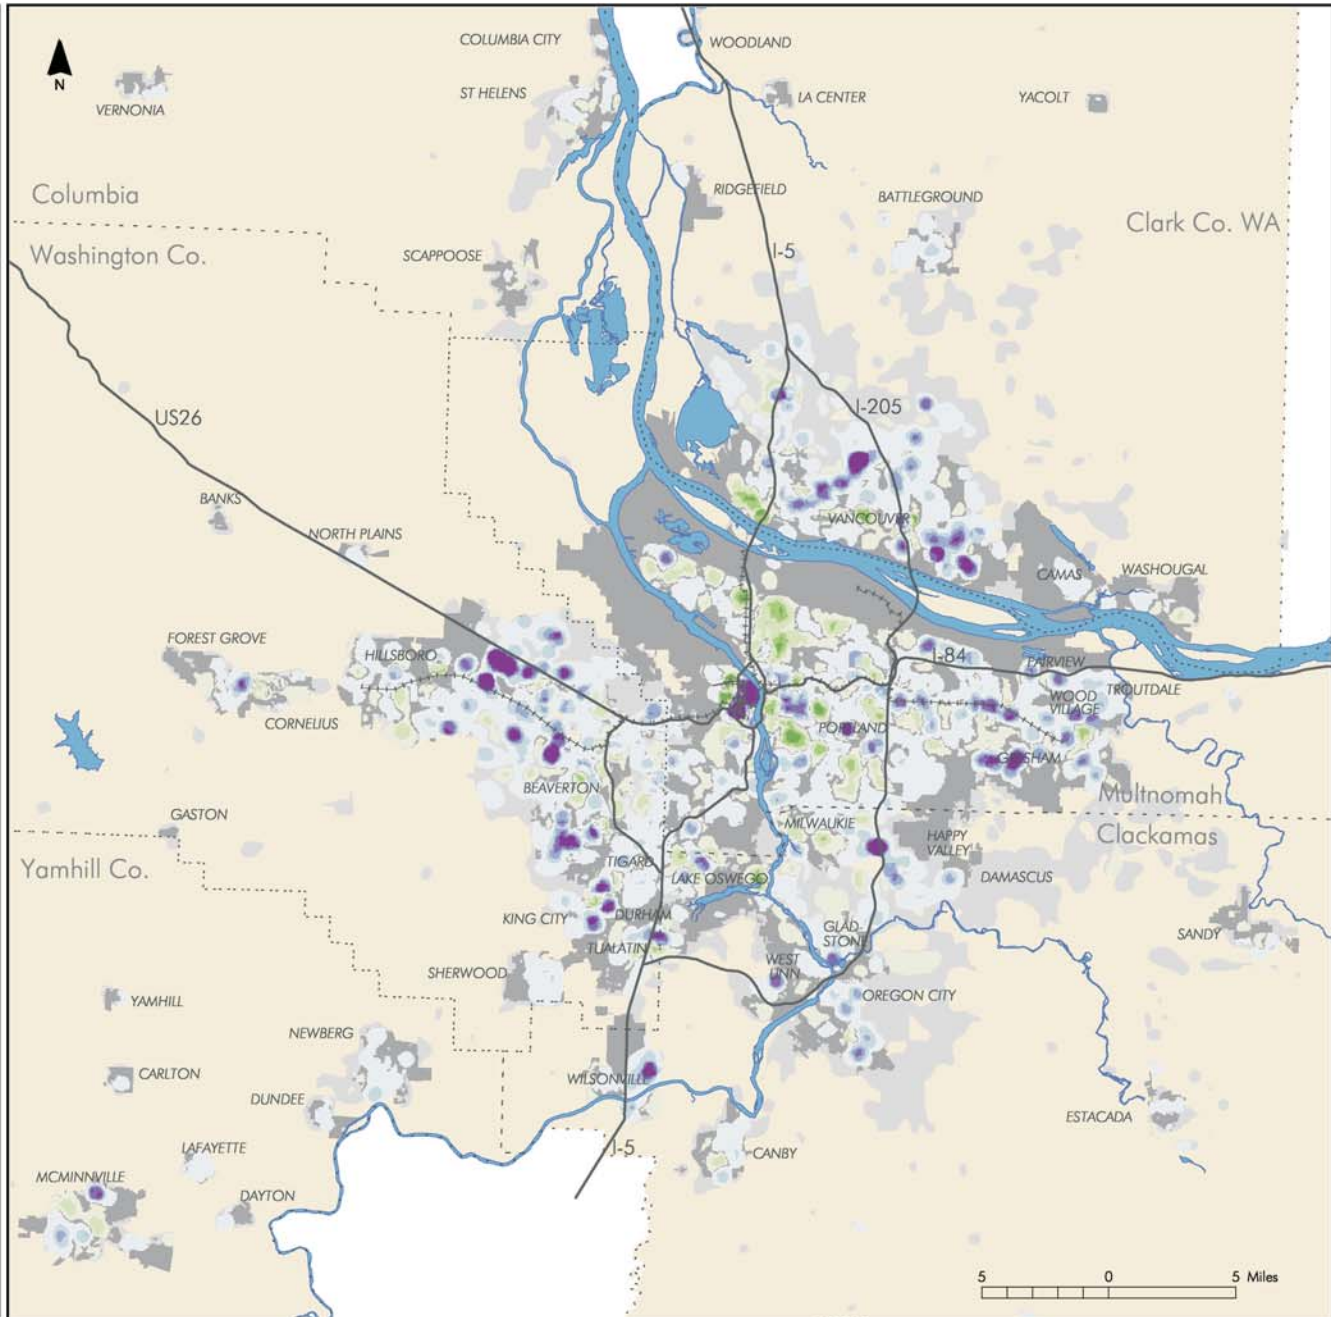 COLUMBIA CITY
WOODLAND
N
VERNONIA
ST HELENS
LA CENTER
YACOLT
RIDGEFIELD
BATTLEGROUND
Columbia
Washington Co.
Clark Co. WA
SCAPPOOSE
I-5
US26
I-205
BANKS
NORTH PLAINS
VANCOUVER
CAMAS
WASHOUGAL
FOREST GROVE
HILLSBORO
I-84
FAIRVIEW
TROUTDALE
WOOD
VILLAGE
CORNELIUS
PORTLAND
GRESHAM
BEAVERTON
Multnomah
GASTON
MILWAUKIE
Clackamas
HAPPY
VALLEY
Yamhill Co.
TIGARD
LAKE OSWEGO
DAMASCUS
KING CITY
DURHAM
GLAD-
STONE
SANDY
TUALATIN
WEST
LINN
SHERWOOD
OREGON CITY
YAMHILL
NEWBERG
CARLTON
WILSONVILLE
DUNDEE
ESTACADA
I-5
LAFAYETTE
CANBY
MCMINNVILLE
DAYTON
5 0 5 Miles